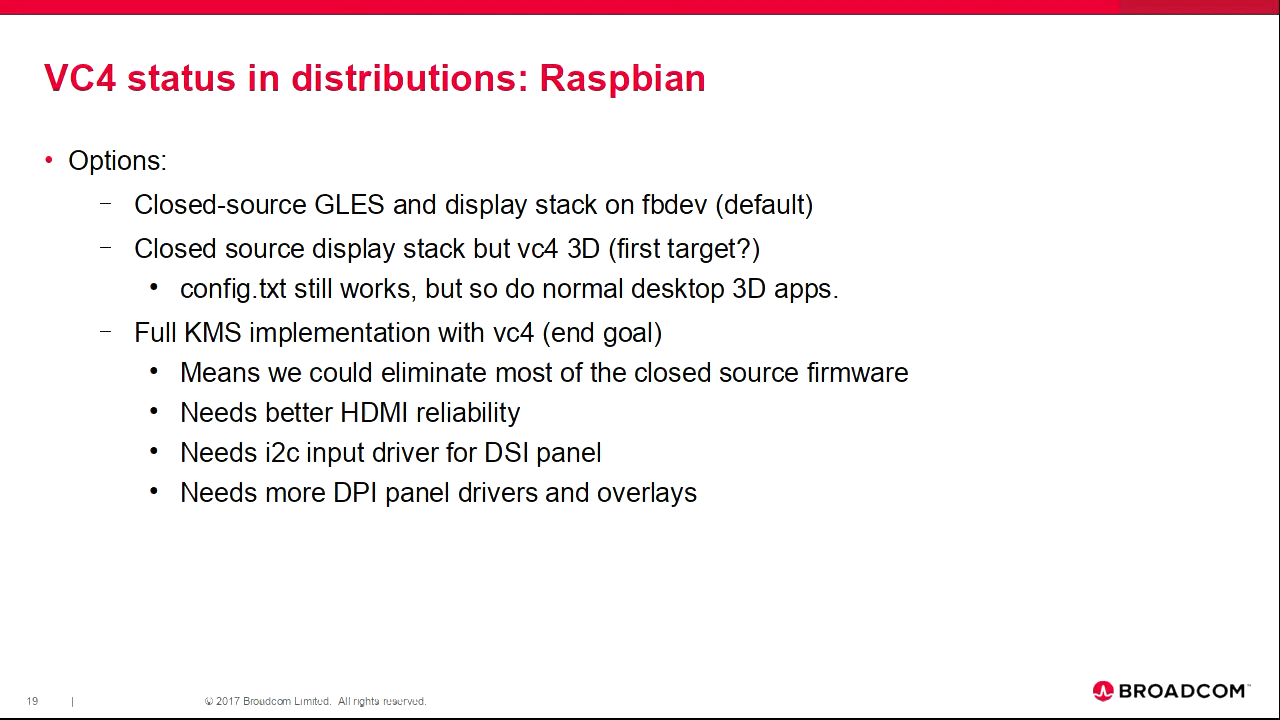 VC4 status in distributions: Raspbian
• Options:
– Closed-source GLES and display stack on fbdev (default)
– Closed source display stack but vc4 3D (first target?)
• config.txt still works, but so do normal desktop 3D apps.
– Full KMS implementation with vc4 (end goal)
• Means we could eliminate most of the closed source firmware
• Needs better HDMI reliability
• Needs i2c input driver for DSI panel
• Needs more DPI panel drivers and overlays
19 | © 2017 Broadcom Limited. All rights reserved.
BROADCOM™